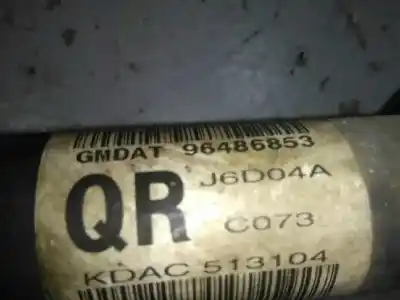 GMDAT 96486853
QR J6D04A
C073
KDAC 513104